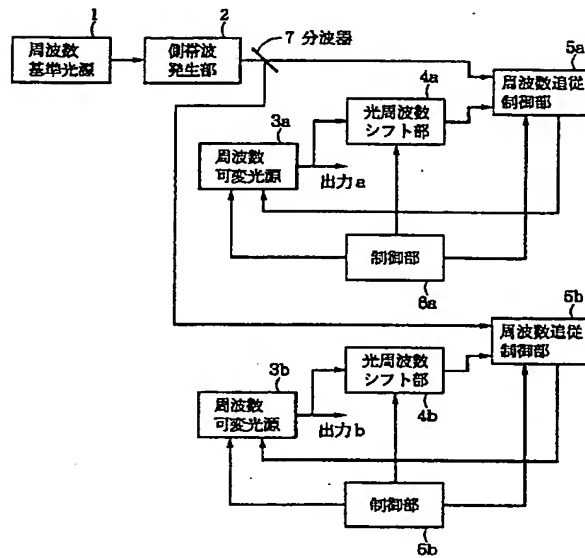 1
周波数
基準光源
2
側帯波
発生部
7 分波器
5a
周波数追従
制御部
4a
光周波数
シフト部
3a
周波数
可変光源
出力a
制御部
6a
5b
周波数追従
制御部
光周波数
シフト部
4b
3b
周波数
可変光源
出力b
制御部
6b